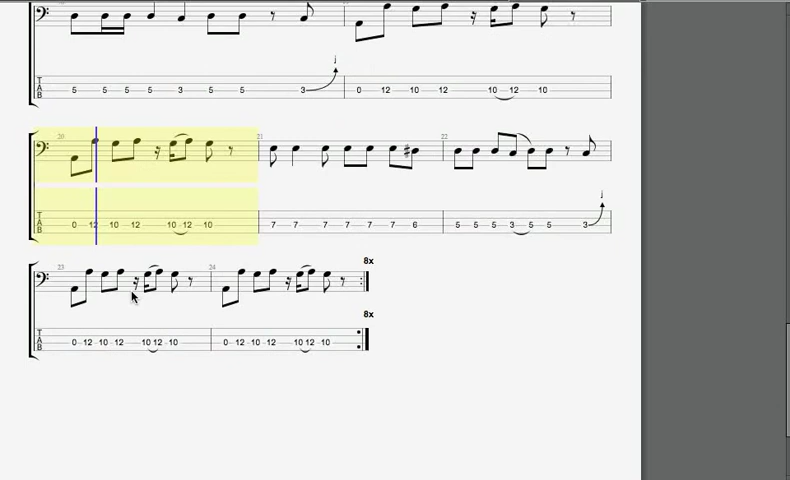 5 5 5 5 3 5 5 3 0 12 10 12 10 12 10
20 21 22
0 12 10 12 10 12 10 7 7 7 7 7 7 6 5 5 5 3 5 5 3
8x
23 24
8x
0 12 10 12 10 12 10 0 12 10 12 10 12 10